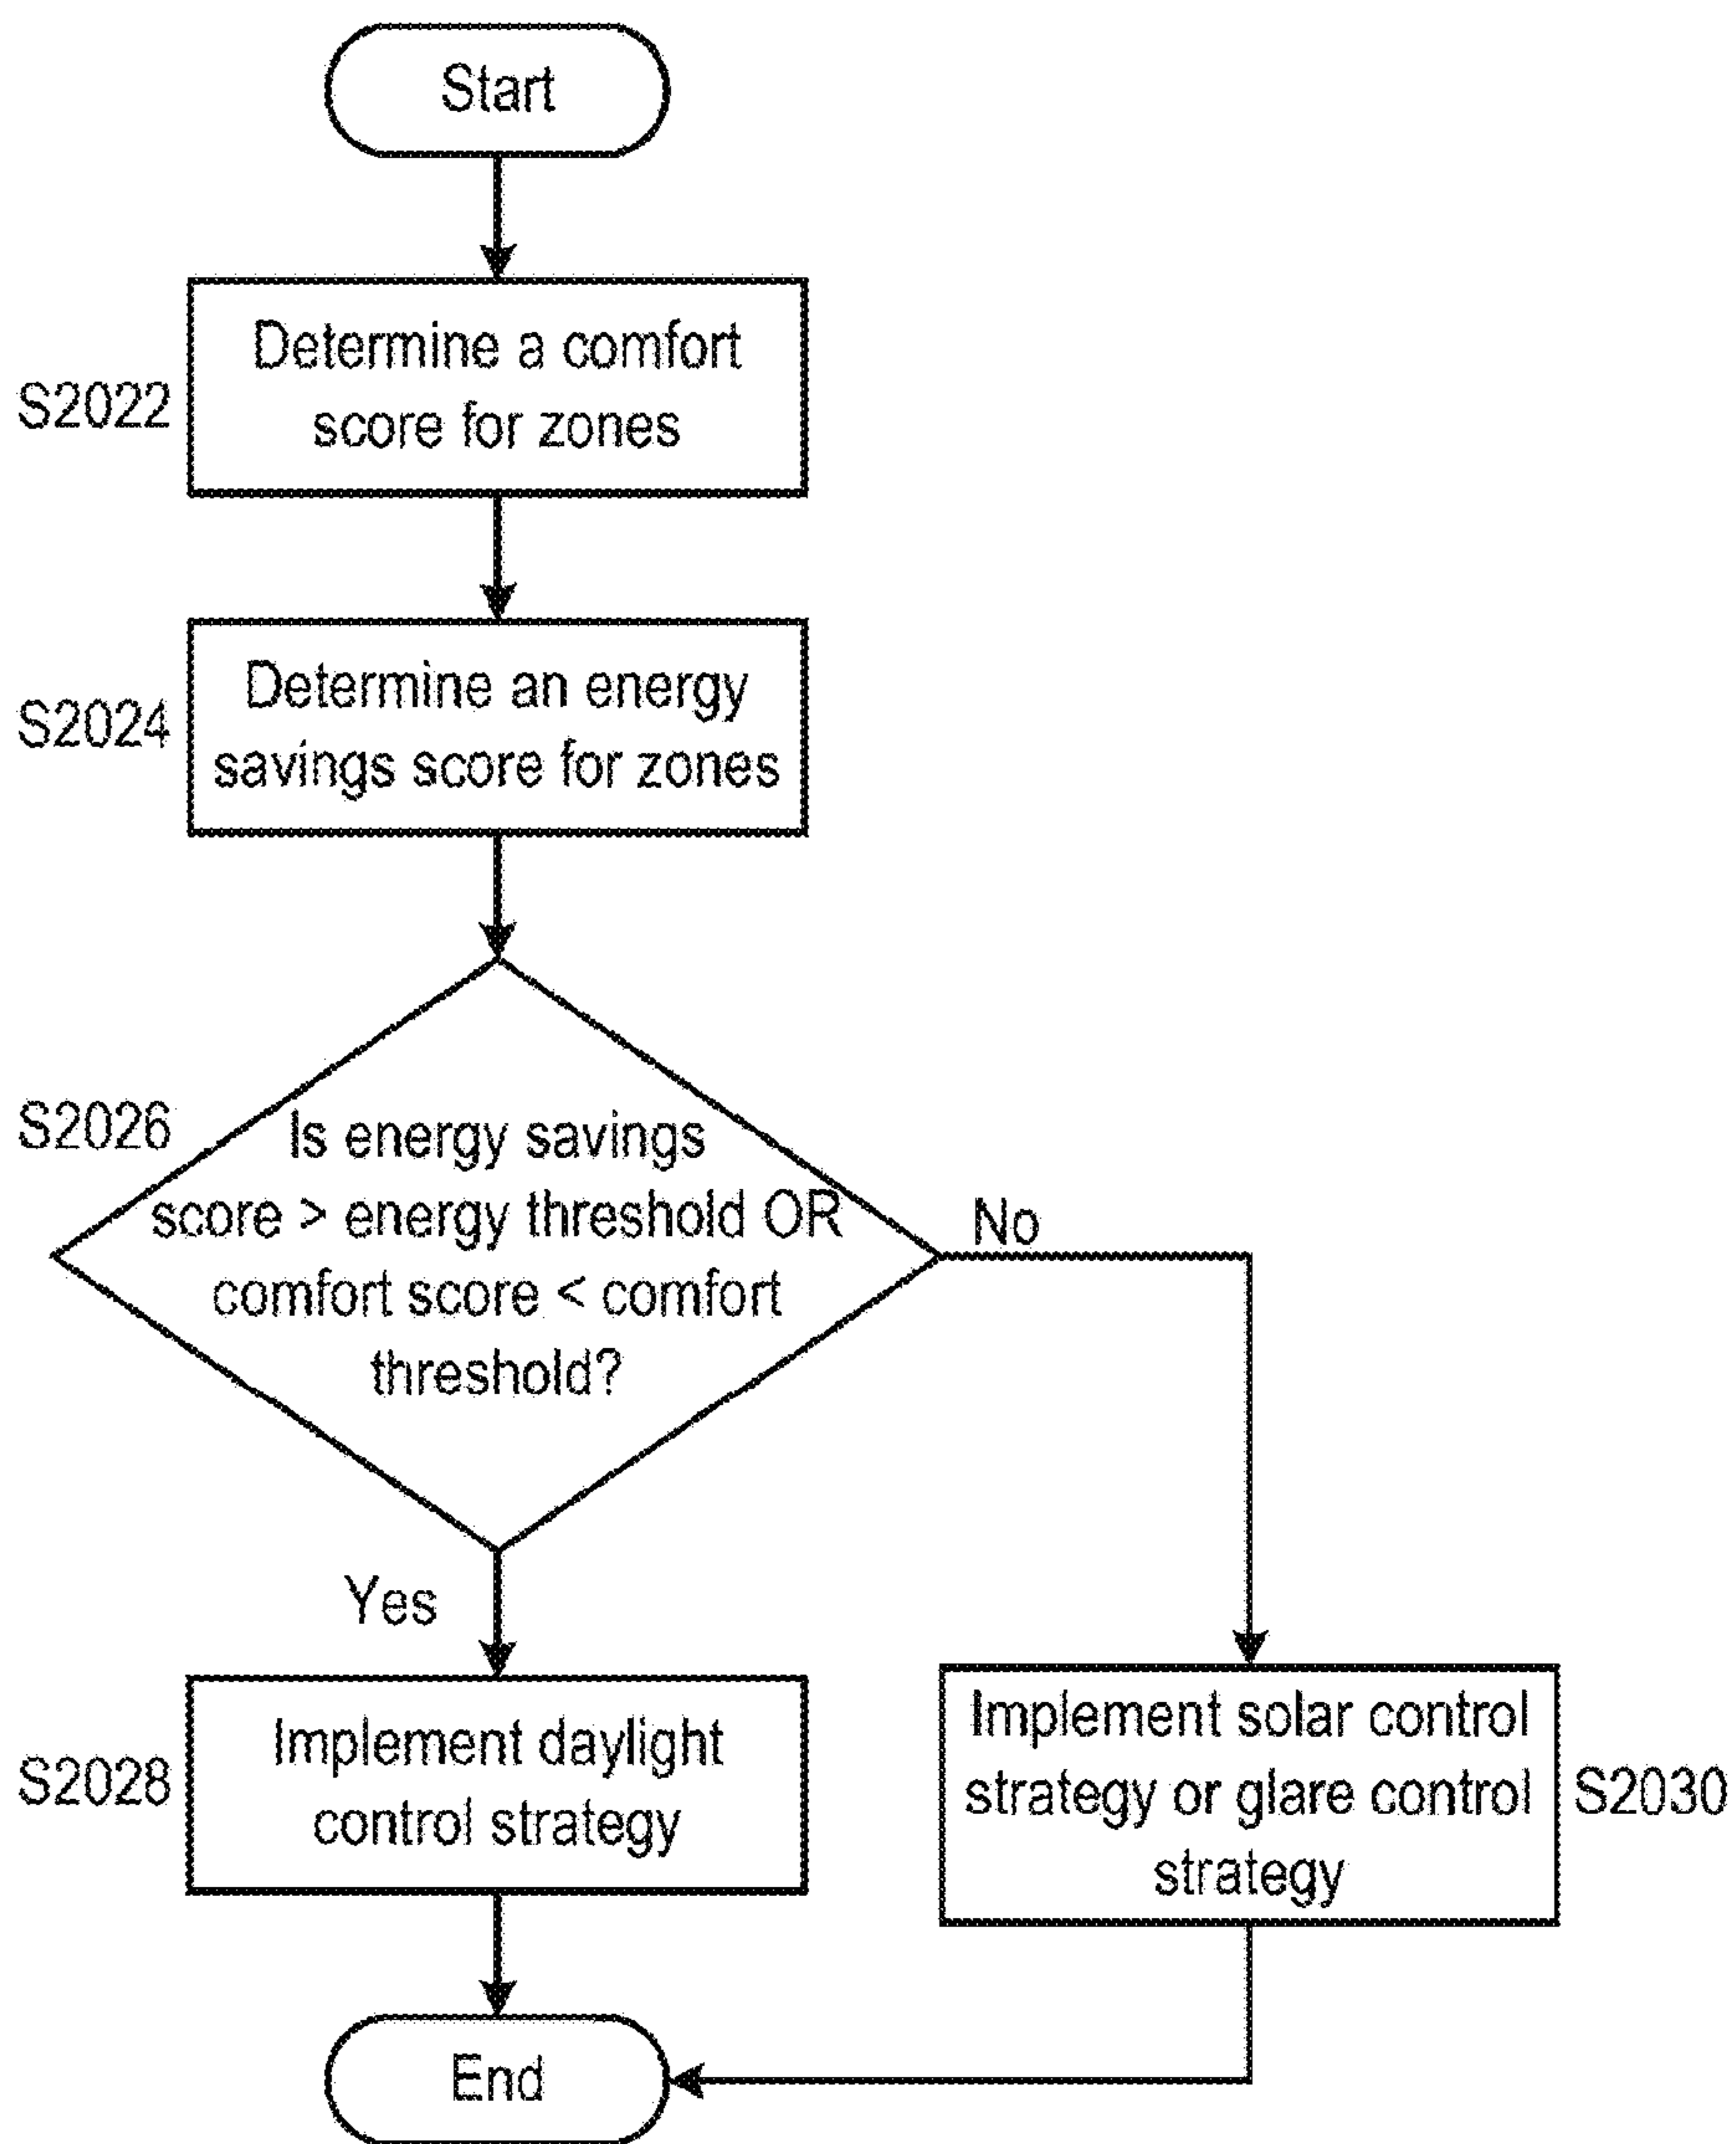 Start
S2022
Determine a comfort
score for zones
S2024
Determine an energy
savings score for zones
S2026
Is energy savings
score > energy threshold OR
comfort score < comfort
threshold?
No
Yes
S2028
Implement daylight
control strategy
Implement solar control
strategy or glare control
strategy
S2030
End